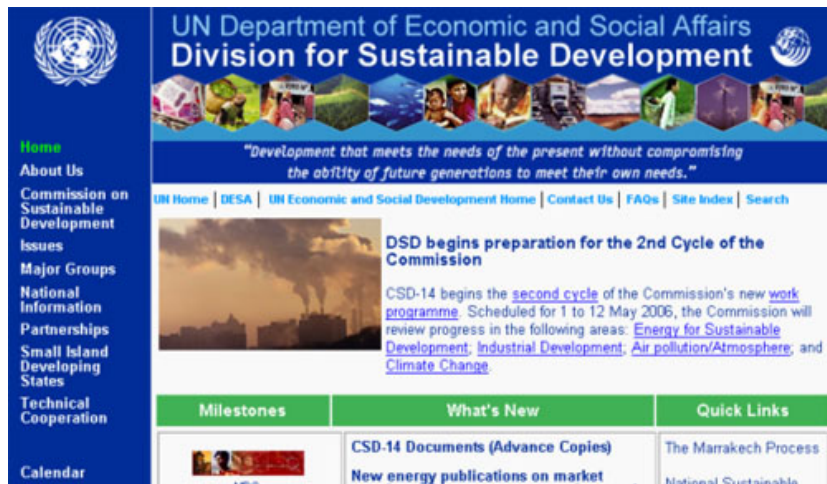 UN Department of Economic and Social Affairs
Division for Sustainable Development
"Development that meets the needs of the present without compromising
the ability of future generations to meet their own needs."
Home
About Us
Commission on
Sustainable
Development
Issues
Major Groups
National
Information
Partnerships
Small Island
Developing
States
Technical
Cooperation
Calendar
UN Home | DESA | UN Economic and Social Development Home | Contact Us | FAQs | Site Index | Search
DSD begins preparation for the 2nd Cycle of the
Commission
CSD-14 begins the second cycle of the Commission's new work
programme. Scheduled for 1 to 12 May 2006, the Commission will
review progress in the following areas: Energy for Sustainable
Development; Industrial Development; Air pollution/Atmosphere; and
Climate Change.
Milestones
What's New
Quick Links
CSD-14 Documents (Advance Copies)
New energy publications on market
The Marrakech Process
National Sustainable